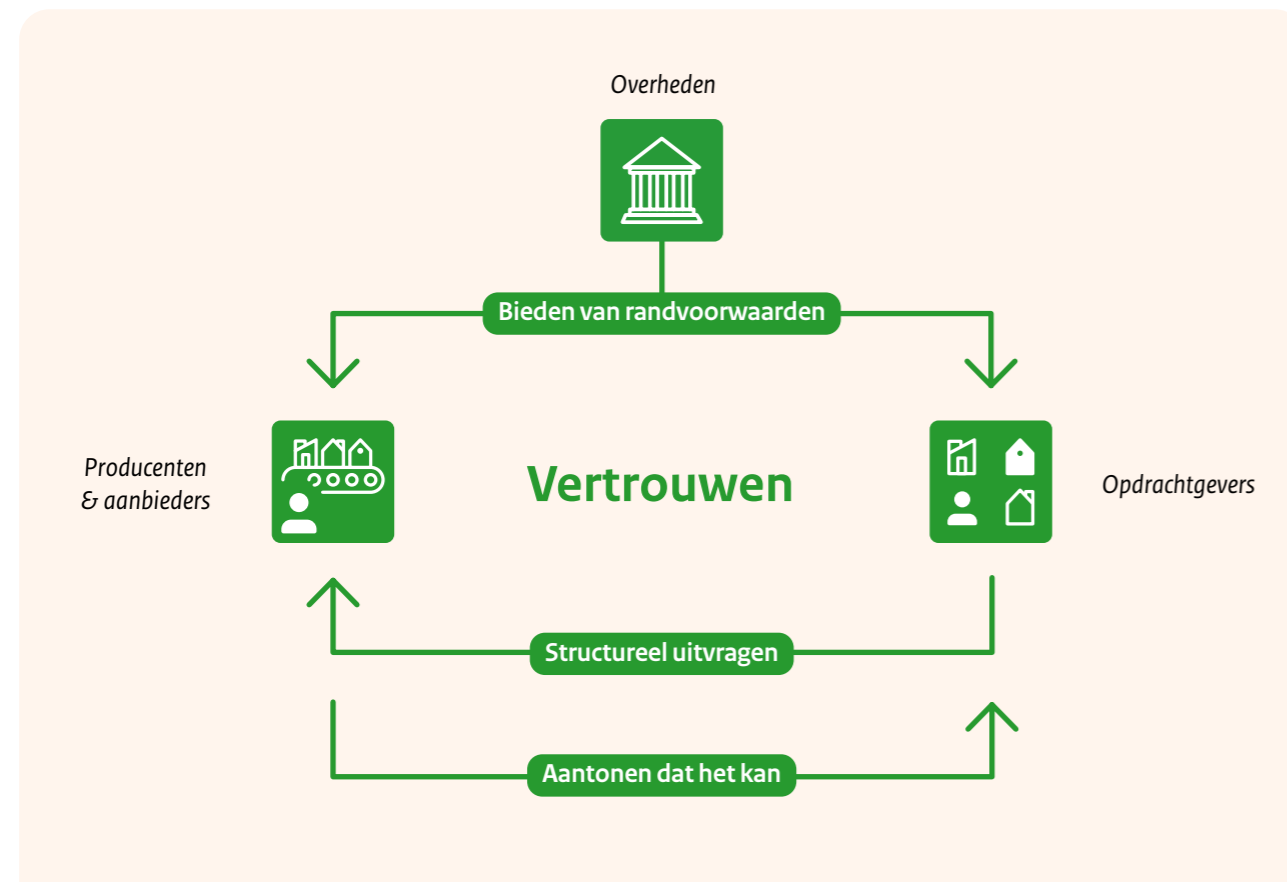 Overheden
Bieden van randvoorwaarden
Producenten
& aanbieders
Vertrouwen
Opdrachtgevers
Structureel uitvragen
Aantonen dat het kan